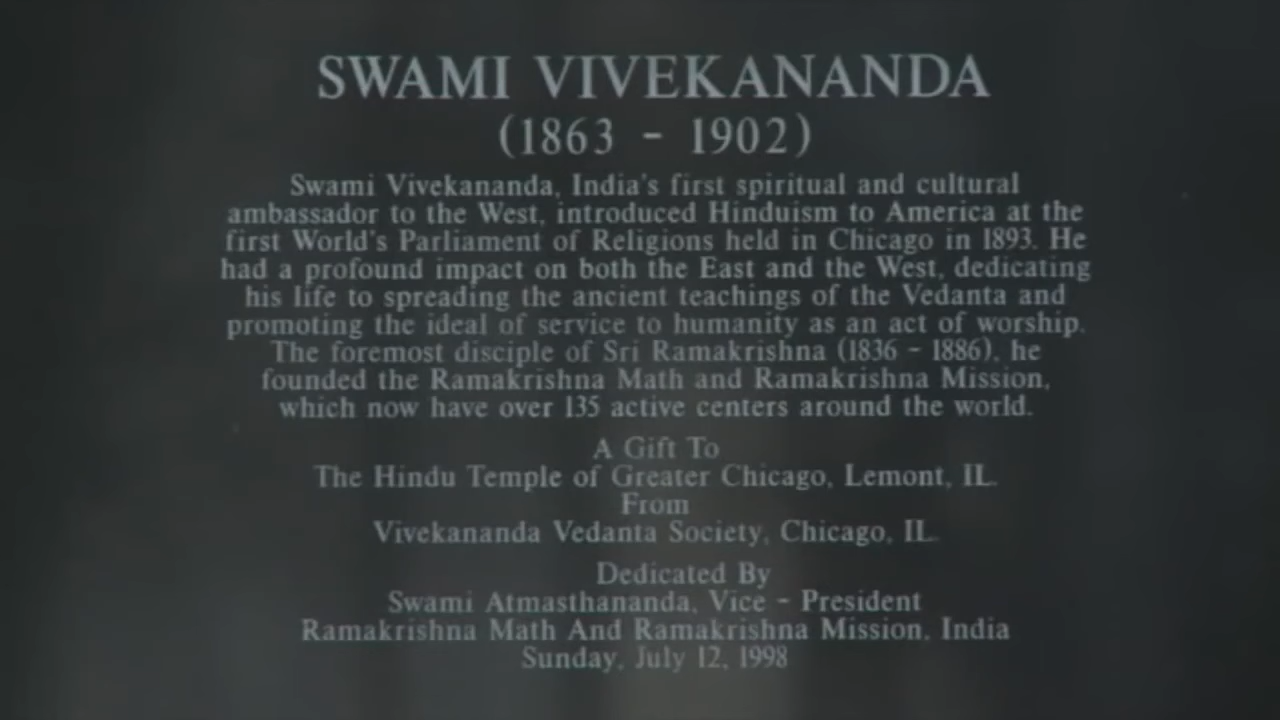 SWAMI VIVEKANANDA
(1863 - 1902)
Swami Vivekananda, India's first spiritual and cultural
ambassador to the West, introduced Hinduism to America at the
first World's Parliament of Religions held in Chicago in 1893. He
had a profound impact on both the East and the West, dedicating
his life to spreading the ancient teachings of the Vedanta and
promoting the ideal of service to humanity as an act of worship.
The foremost disciple of Sri Ramakrishna (1836 - 1886), he
founded the Ramakrishna Math and Ramakrishna Mission,
which now have over 135 active centers around the world.
A Gift To
The Hindu Temple of Greater Chicago, Lemont, IL.
From
Vivekananda Vedanta Society, Chicago, IL.
Dedicated By
Swami Atmasthananda, Vice - President
Ramakrishna Math And Ramakrishna Mission, India
Sunday, July 12, 1998